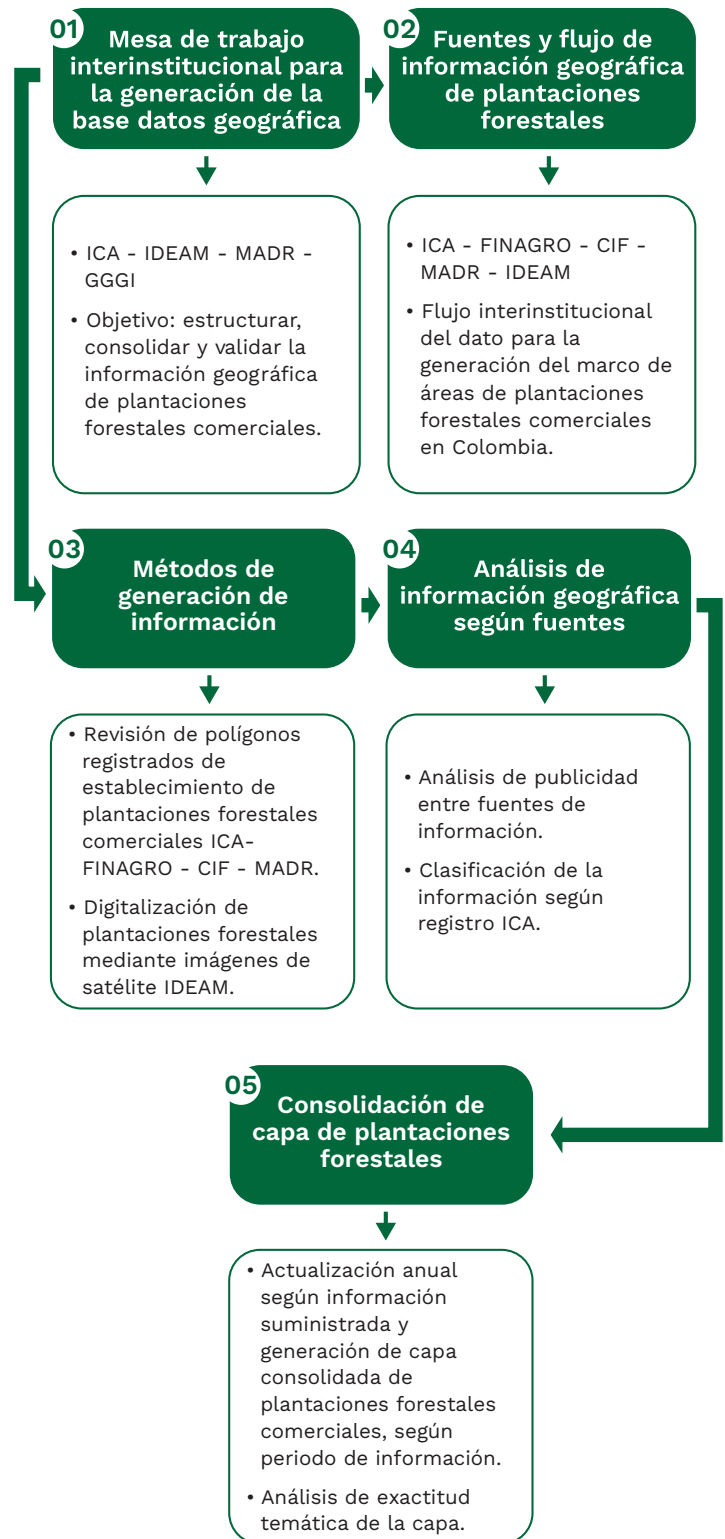 01
Mesa de trabajo
interinstitucional para
la generación de la
base datos geográfica
02
Fuentes y flujo de
información geográfica
de plantaciones
forestales
• ICA - IDEAM - MADR -
GGGI
• Objetivo: estructurar,
consolidar y validar la
información geográfica
de plantaciones
forestales comerciales.
• ICA - FINAGRO - CIF -
MADR - IDEAM
• Flujo interinstitucional
del dato para la
generación del marco de
áreas de plantaciones
forestales comerciales
en Colombia.
03
Métodos de
generación de
información
04
Análisis de
información geográfica
según fuentes
• Revisión de polígonos
registrados de
establecimiento de
plantaciones forestales
comerciales ICA-
FINAGRO - CIF - MADR.
• Digitalización de
plantaciones forestales
mediante imágenes de
satélite IDEAM.
• Análisis de publicidad
entre fuentes de
información.
• Clasificación de la
información según
registro ICA.
05
Consolidación de
capa de plantaciones
forestales
• Actualización anual
según información
suministrada y
generación de capa
consolidada de
plantaciones forestales
comerciales, según
periodo de información.
• Análisis de exactitud
temática de la capa.